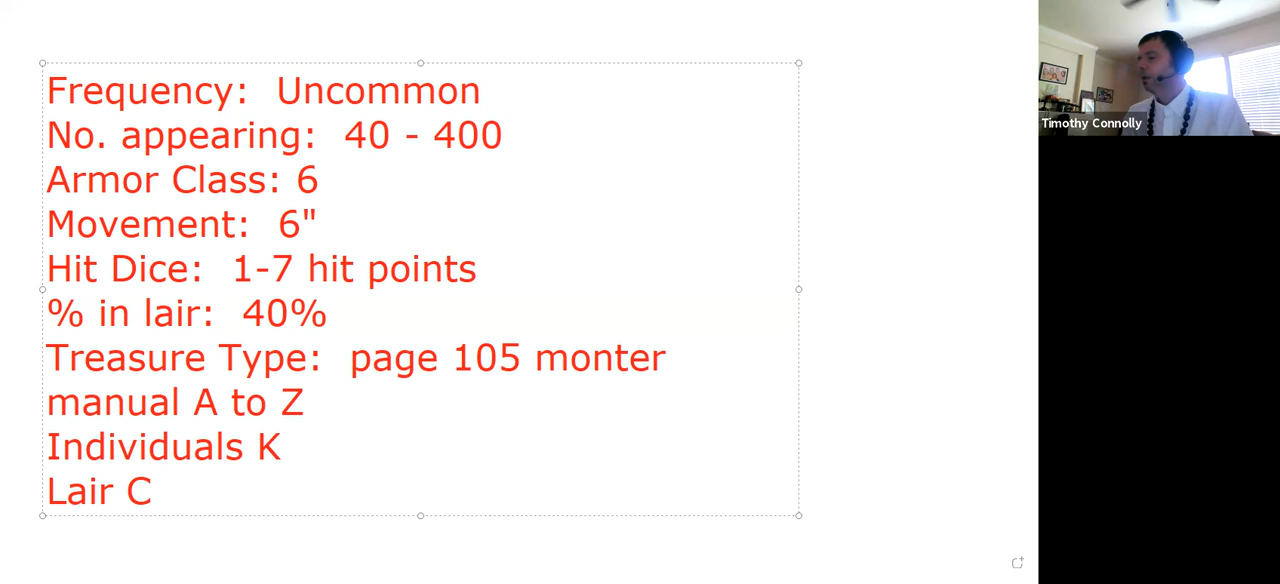 Frequency:  Uncommon
No. appearing:  40 - 400
Armor Class: 6
Movement:  6"
Hit Dice:  1-7 hit points
% in lair:  40%
Treasure Type:  page 105 monter
manual A to Z
Individuals K
Lair C
Timothy Connolly